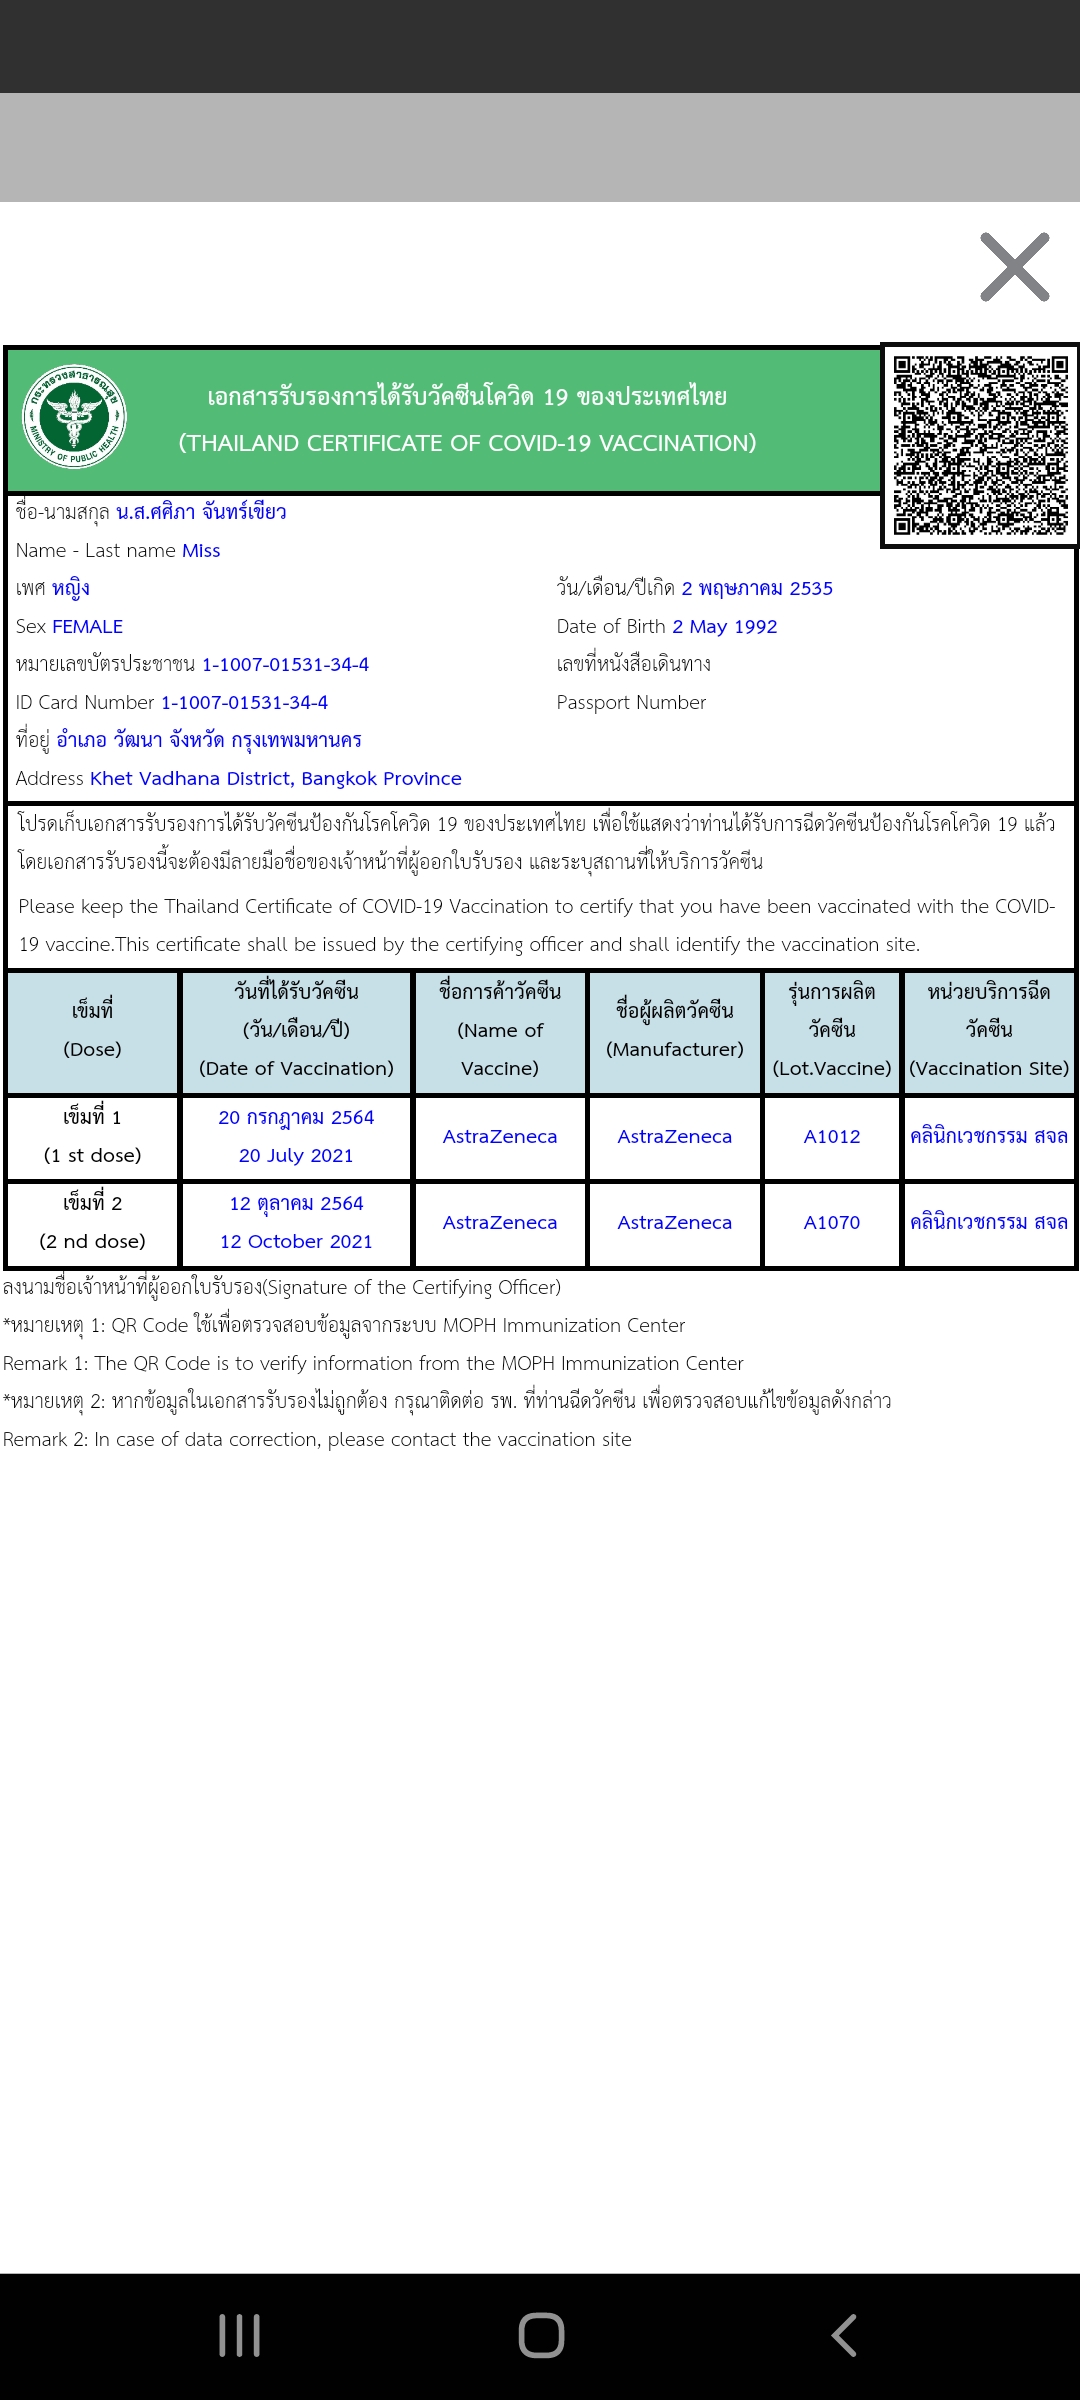 กระทรวงสาธารณสุข
MINISTRY OF PUBLIC HEALTH
เอกสารรับรองการได้รับวัคซีนโควิด 19 ของประเทศไทย
(THAILAND CERTIFICATE OF COVID-19 VACCINATION)
ชื่อ-นามสกุล น.ส.ศศิภา จันทร์เขียว
Name - Last name Miss
เพศ หญิง วัน/เดือน/ปีเกิด 2 พฤษภาคม 2535
Sex FEMALE Date of Birth 2 May 1992
หมายเลขบัตรประชาชน 1-1007-01531-34-4 เลขที่หนังสือเดินทาง
ID Card Number 1-1007-01531-34-4 Passport Number
ที่อยู่ อำเภอ วัฒนา จังหวัด กรุงเทพมหานคร
Address Khet Vadhana District, Bangkok Province
โปรดเก็บเอกสารรับรองการได้รับวัคซีนป้องกันโรคโควิด 19 ของประเทศไทย เพื่อใช้แสดงว่าท่านได้รับการฉีดวัคซีนป้องกันโรคโควิด 19 แล้ว
โดยเอกสารรับรองนี้จะต้องมีลายมือชื่อของเจ้าหน้าที่ผู้ออกใบรับรอง และระบุสถานที่ให้บริการวัคซีน
Please keep the Thailand Certificate of COVID-19 Vaccination to certify that you have been vaccinated with the COVID-
19 vaccine.This certificate shall be issued by the certifying officer and shall identify the vaccination site.
เข็มที่
(Dose)
วันที่ได้รับวัคซีน
(วัน/เดือน/ปี)
(Date of Vaccination)
ชื่อการค้าวัคซีน
(Name of
Vaccine)
ชื่อผู้ผลิตวัคซีน
(Manufacturer)
รุ่นการผลิต
วัคซีน
(Lot.Vaccine)
หน่วยบริการฉีด
วัคซีน
(Vaccination Site)
เข็มที่ 1
(1 st dose)
20 กรกฎาคม 2564
20 July 2021
AstraZeneca
AstraZeneca
A1012
คลินิกเวชกรรม สจล
เข็มที่ 2
(2 nd dose)
12 ตุลาคม 2564
12 October 2021
AstraZeneca
AstraZeneca
A1070
คลินิกเวชกรรม สจล
ลงนามชื่อเจ้าหน้าที่ผู้ออกใบรับรอง(Signature of the Certifying Officer)
*หมายเหตุ 1: QR Code ใช้เพื่อตรวจสอบข้อมูลจากระบบ MOPH Immunization Center
Remark 1: The QR Code is to verify information from the MOPH Immunization Center
*หมายเหตุ 2: หากข้อมูลในเอกสารรับรองไม่ถูกต้อง กรุณาติดต่อ รพ. ที่ท่านฉีดวัคซีน เพื่อตรวจสอบแก้ไขข้อมูลดังกล่าว
Remark 2: In case of data correction, please contact the vaccination site